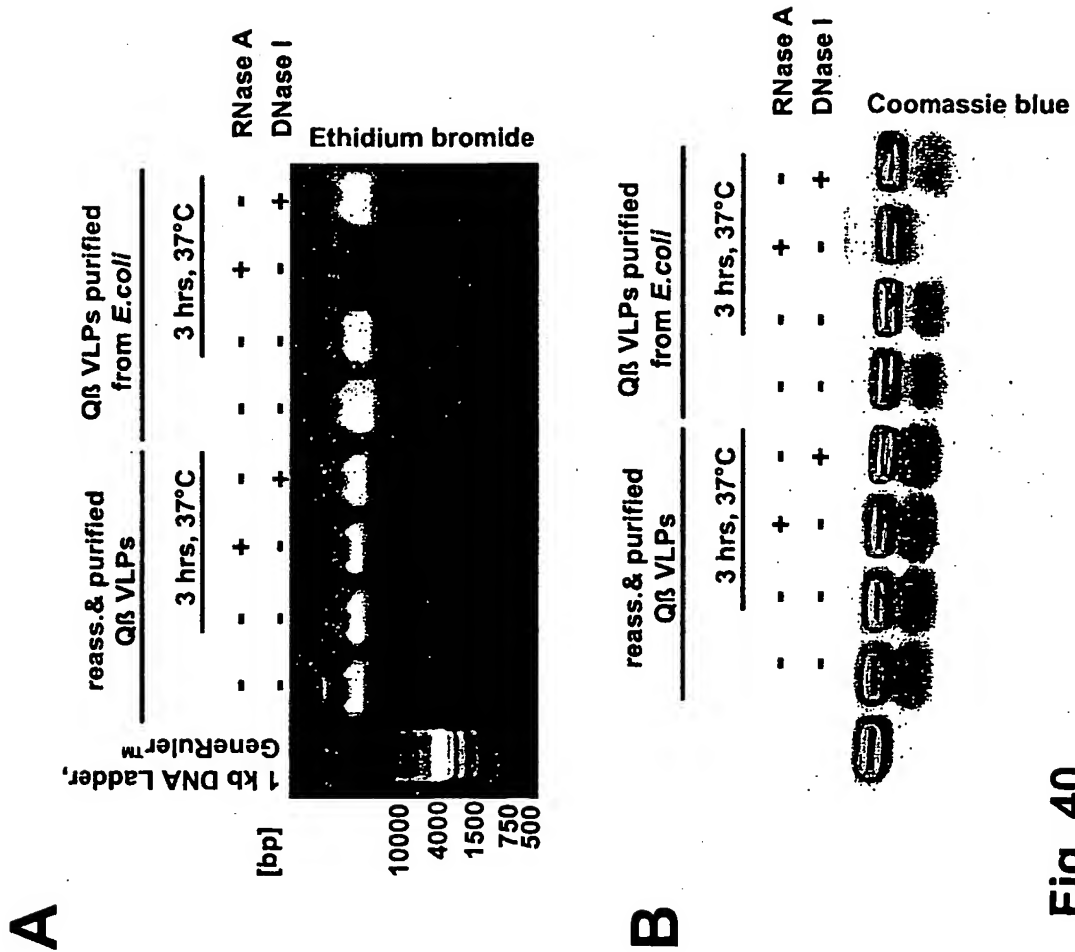 A
Qß VLPs purified
from E.coli
reass.& purified
Qß VLPs
3 hrs, 37°C
3 hrs, 37°C
- - + - - - + - RNase A
- - - + - - - + DNase I
1 kb DNA Ladder,
GeneRuler™
[bp]
10000
4000
1500
750
500
Ethidium bromide
B
reass.& purified
Qß VLPs
Qß VLPs purified
from E.coli
3 hrs, 37°C
3 hrs, 37°C
- - + - - - + - RNase A
- - - + - - - + DNase I
Coomassie blue
Fig. 40